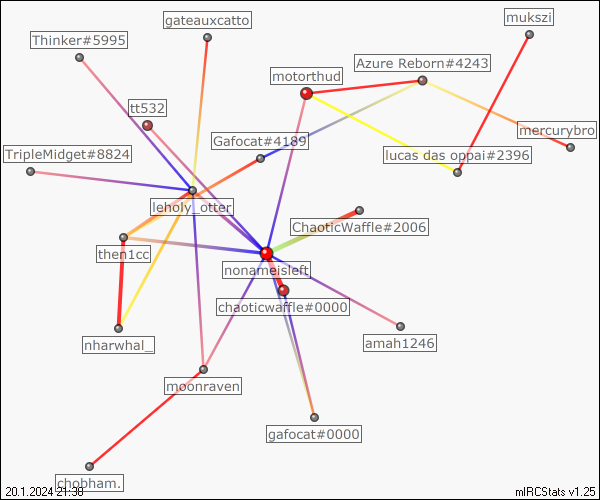 gateauxcatto
mukszi
Thinker#5995
Azure Reborn#4243
motorthud
tt532
mercurybro
Gafocat#4189
TripleMidget#8824
lucas das oppai#2396
leholy_otter
ChaoticWaffle#2006
then1cc
nonameisleft
chaoticwaffle#0000
nharwhal_
amah1246
moonraven
gafocat#0000
chobham.
20.1.2024 21:38
mIRCStats v1.25